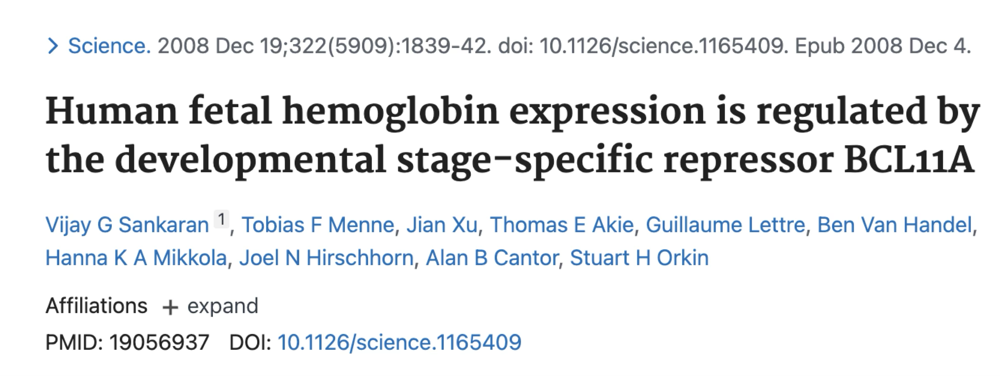 > Science. 2008 Dec 19;322(5909):1839-42. doi: 10.1126/science.1165409. Epub 2008 Dec 4.
Human fetal hemoglobin expression is regulated by
the developmental stage-specific repressor BCL11A
Vijay G Sankaran 1, Tobias F Menne, Jian Xu, Thomas E Akie, Guillaume Lettre, Ben Van Handel,
Hanna K A Mikkola, Joel N Hirschhorn, Alan B Cantor, Stuart H Orkin
Affiliations + expand
PMID: 19056937 DOI: 10.1126/science.1165409